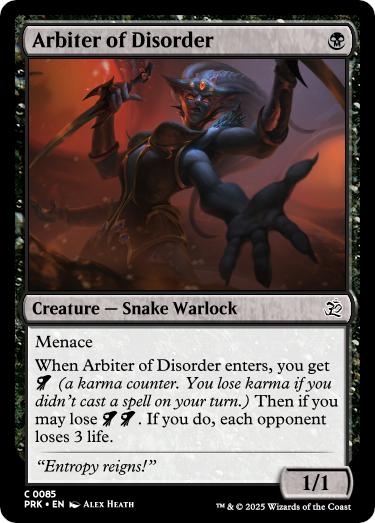 Arbiter of Disorder
Creature — Snake Warlock
Menace
When Arbiter of Disorder enters, you get
(a karma counter. You lose karma if you
didn't cast a spell on your turn.) Then if you
may lose . If you do, each opponent
loses 3 life.
“Entropy reigns!”
1/1
C 0085
PRK • EN Alex Heath
™ & © 2025 Wizards of the Coast